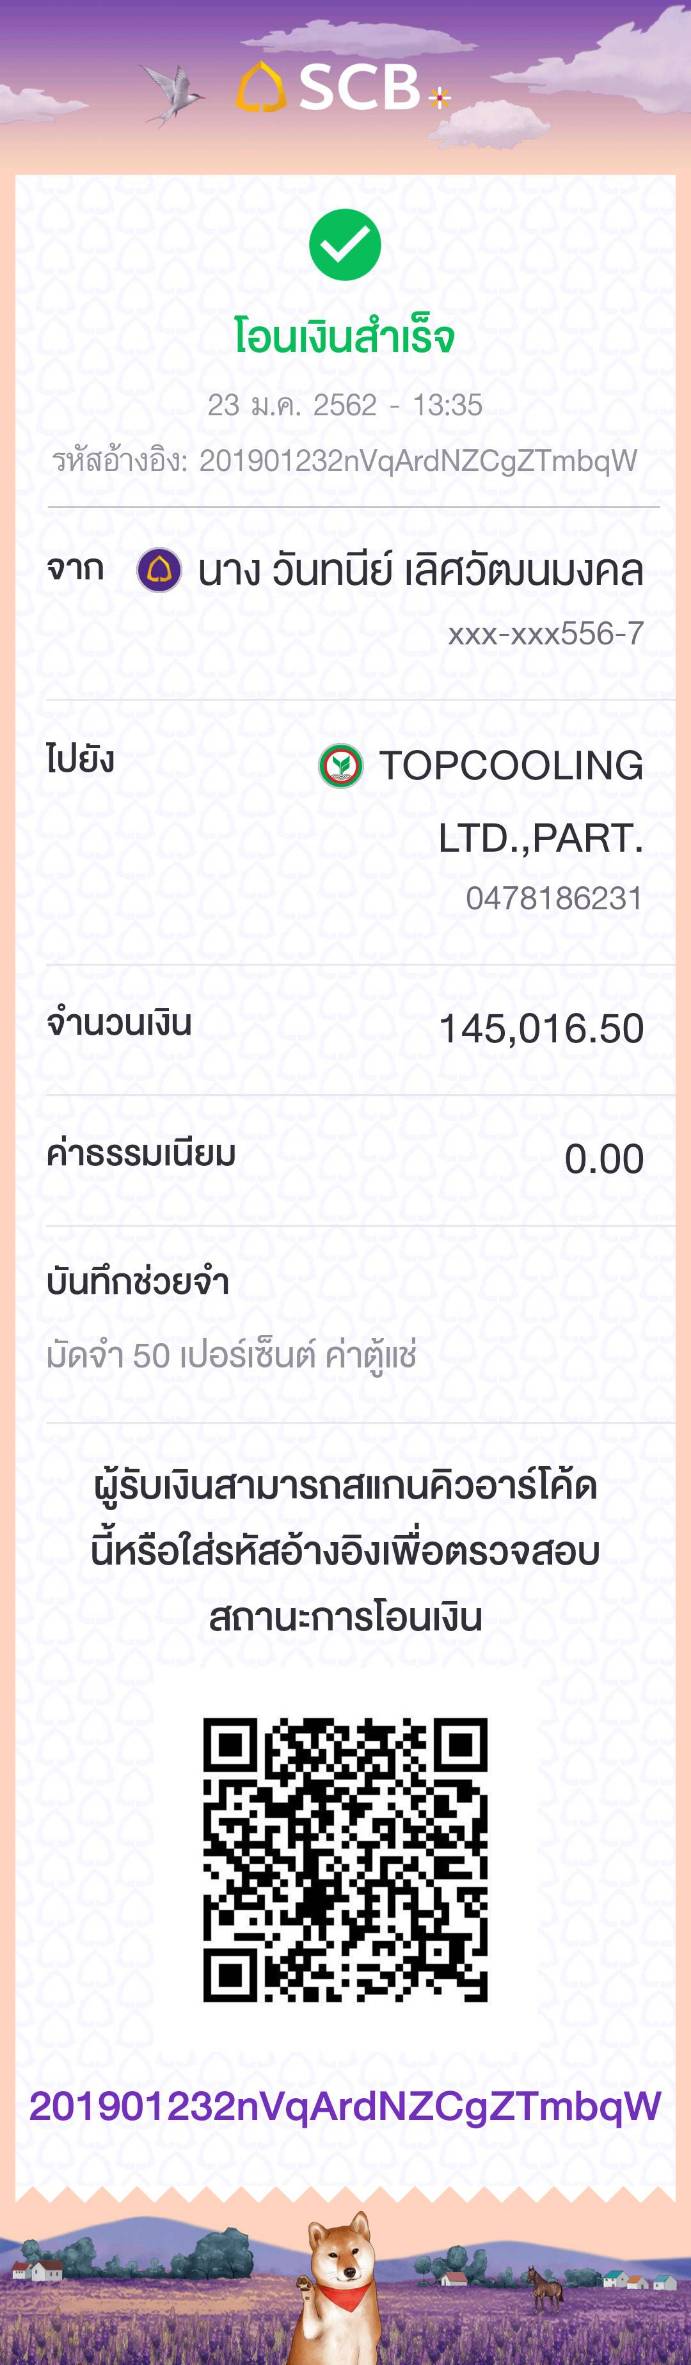 SCB
โอนเงินสำเร็จ
23 ม.ค. 2562 - 13:35
รหัสอ้างอิง: 201901232nVqArdNZCgZTmbqW
จาก นาง วันทนีย์ เลิศวัฒนมงคล
xxx-xxx556-7
ไปยัง TOPCOOLING
LTD.,PART.
0478186231
จำนวนเงิน 145,016.50
ค่าธรรมเนียม 0.00
บันทึกช่วยจำ
มัดจำ 50 เปอร์เซ็นต์ ค่าตู้แช่
ผู้รับเงินสามารถสแกนคิวอาร์โค้ด
นี้หรือใส่รหัสอ้างอิงเพื่อตรวจสอบ
สถานะการโอนเงิน
201901232nVqArdNZCgZTmbqW